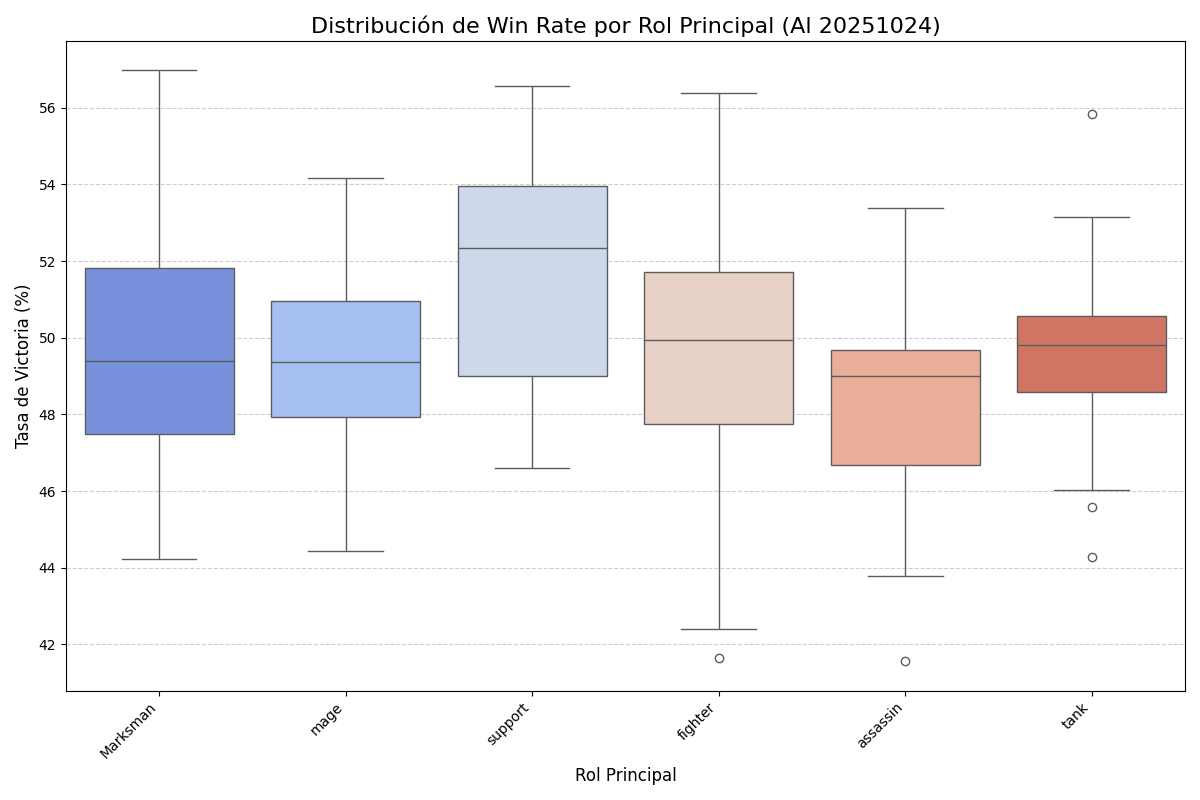 Distribución de Win Rate por Rol Principal (Al 20251024)
Tasa de Victoria (%)
56
54
52
50
48
46
44
42
Marksman
mage
support
fighter
assassin
tank
Rol Principal